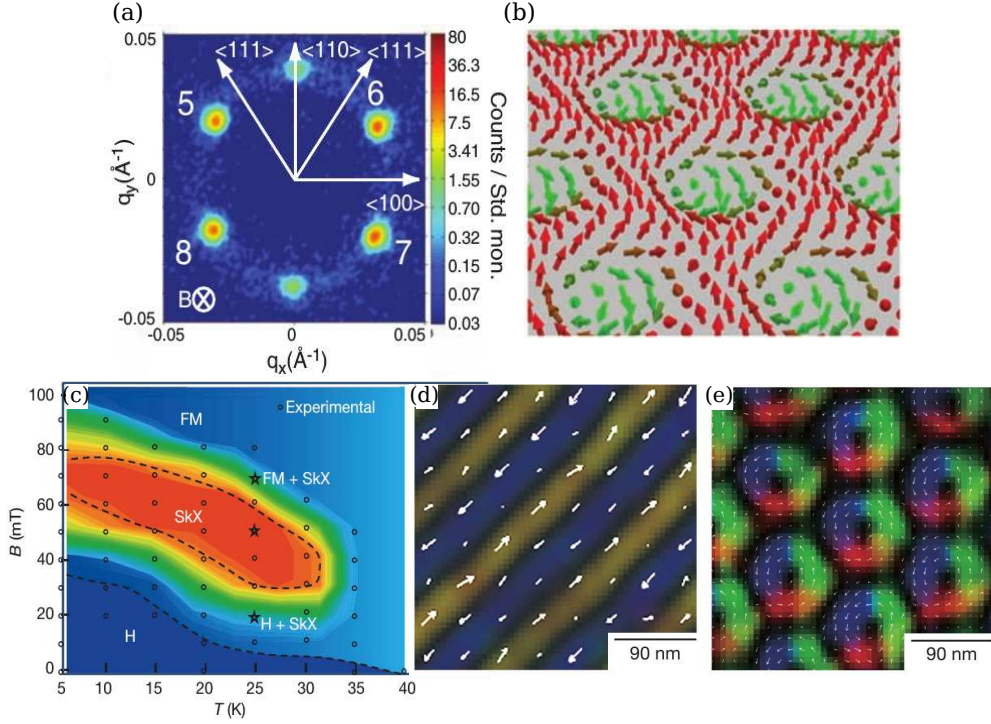 (a)
0.05
<111>
<110>
<111>
5
6
q_y(Å⁻¹)
0
<100>
8
7
B
-0.05
-0.05
0
0.05
q_x(Å⁻¹)
80
36.3
16.5
7.5
3.41
1.55
0.70
0.32
0.15
0.07
0.03
Counts / Std. mon.
(b)
(c)
100
80
60
40
20
0
B (mT)
FM
Experimental
FM + SkX
SkX
H + SkX
H
5
10
15
20
25
30
35
40
T (K)
(d)
90 nm
(e)
90 nm